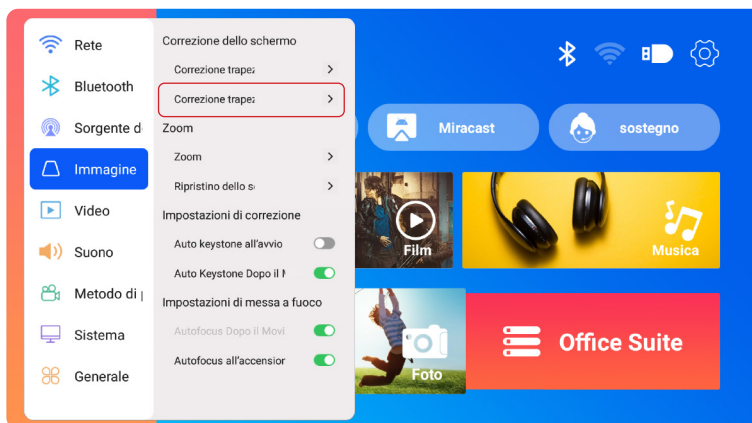 Rete
Bluetooth
Sorgente d
Immagine
Video
Suono
Metodo di
Sistema
Generale
Correzione dello schermo
Correzione trapez
Correzione trapez
Zoom
Zoom
Ripristino dello s
Impostazioni di correzione
Auto keystone all'avvio
Auto Keystone Dopo il
Impostazioni di messa a fuoco
Autofocus Dopo il Movi
Autofocus all'accension
Miracast
sostegno
Film
Musica
Foto
Office Suite